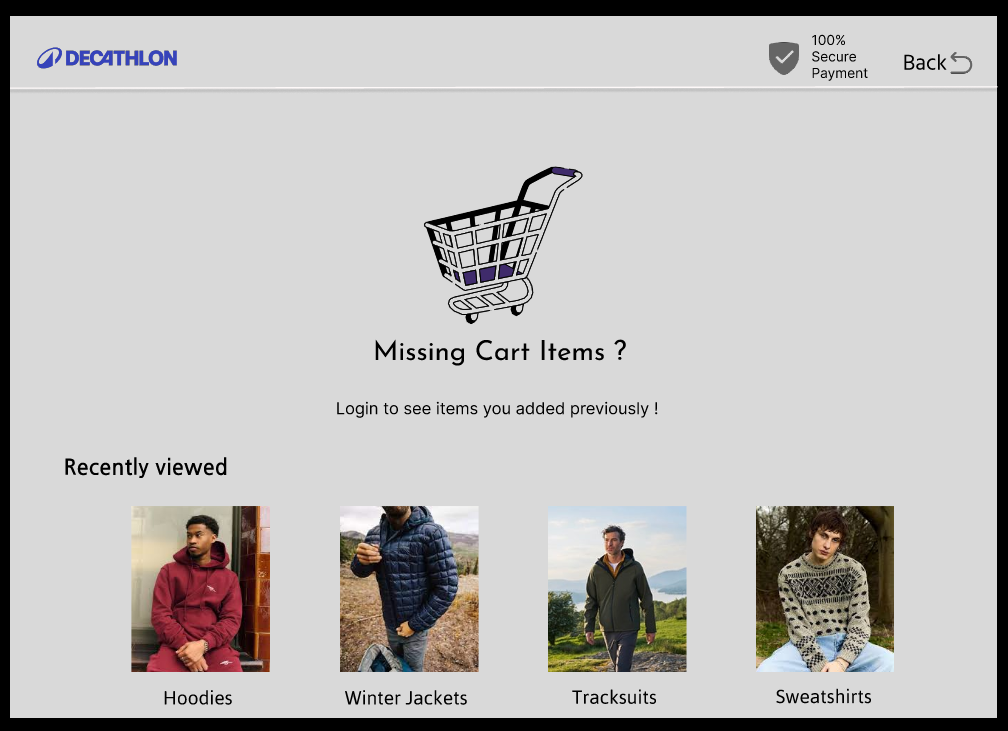 DECATHLON
100%
Secure
Payment
Back
Missing Cart Items ?
Login to see items you added previously !
Recently viewed
Hoodies
Winter Jackets
Tracksuits
Sweatshirts